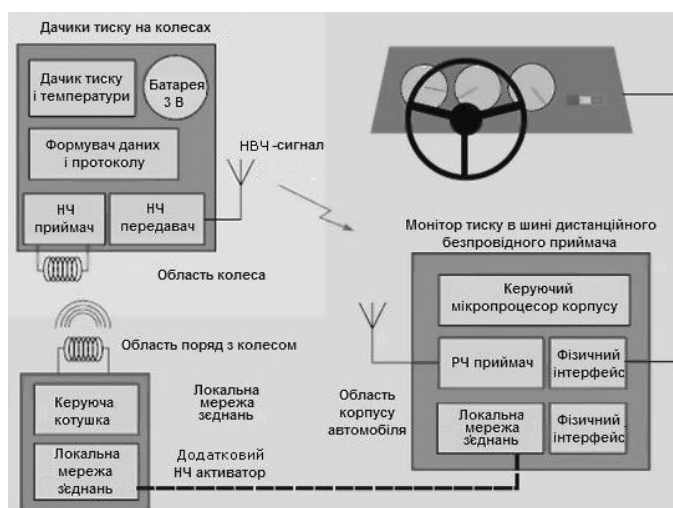 Дачики тиску на колесах
Дачик тиску
і температури
Батарея
3 В
Формувач даних
і протоколу
НЧ
приймач
НЧ
передавач
НВЧ -сигнал
Область колеса
Область поряд з колесом
Керуюча
котушка
Локальна
мережа
з'єднань
Локальна
мережа
зєднань
Додатковий
НЧ активатор
Монітор тиску в шині дистанційного
безпровідного приймача
Керуючий
мікропроцесор корпусу
РЧ приймач
Фізичний
інтерфейс
Область
корпусу
автомобіля
Локальна
мережа
з'єднань
Фізичний
інтерфейс